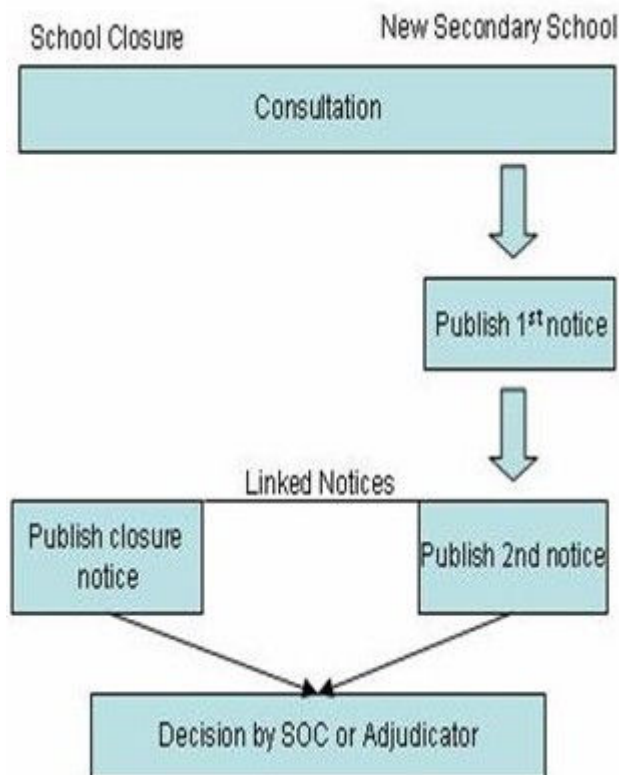 School Closure
New Secondary School
Consultation
Publish 1st notice
Linked Notices
Publish closure
notice
Publish 2nd notice
Decision by SOC or Adjudicator